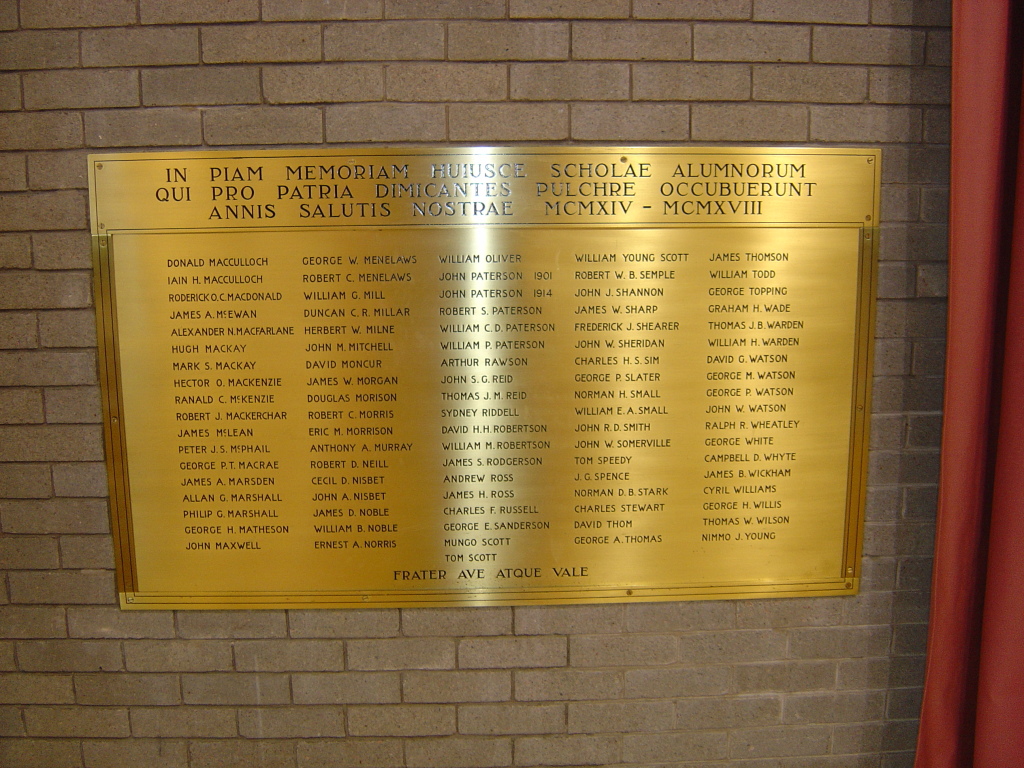 IN PIAM MEMORIAM HUIUSCE SCHOLAE ALUMNORUM
QUI PRO PATRIA DIMICANTES PULCHRE OCCUBUERUNT
ANNIS SALUTIS NOSTRAE MCMXIV - MCMXVIII
DONALD MACCULLOCH
IAIN H. MACCULLOCH
RODERICK O.C. MACDONALD
JAMES A. McEWAN
ALEXANDER N. MACFARLANE
HUGH MACKAY
MARK S. MACKAY
HECTOR O. MACKENZIE
RANALD C. McKENZIE
ROBERT J. MACKERCHAR
JAMES McLEAN
PETER J.S. McPHAIL
GEORGE P.T. MACRAE
JAMES A. MARSDEN
ALLAN G. MARSHALL
PHILIP G. MARSHALL
GEORGE H. MATHESON
JOHN MAXWELL
GEORGE W. MENELAWS
ROBERT C. MENELAWS
WILLIAM G. MILL
DUNCAN C.R. MILLAR
HERBERT W. MILNE
JOHN M. MITCHELL
DAVID MONCUR
JAMES W. MORGAN
DOUGLAS MORISON
ROBERT C. MORRIS
ERIC M. MORRISON
ANTHONY A. MURRAY
ROBERT D. NEILL
CECIL D. NISBET
JOHN A. NISBET
JAMES D. NOBLE
WILLIAM B. NOBLE
ERNEST A. NORRIS
WILLIAM OLIVER
JOHN PATERSON 1901
JOHN PATERSON 1914
ROBERT S. PATERSON
WILLIAM C.D. PATERSON
WILLIAM P. PATERSON
ARTHUR RAWSON
JOHN S.G. REID
THOMAS J.M. REID
SYDNEY RIDDELL
DAVID H.H. ROBERTSON
WILLIAM M. ROBERTSON
JAMES S. RODGERSON
ANDREW ROSS
JAMES H. ROSS
CHARLES F. RUSSELL
GEORGE E. SANDERSON
MUNGO SCOTT
TOM SCOTT
WILLIAM YOUNG SCOTT
ROBERT W.B. SEMPLE
JOHN J. SHANNON
JAMES W. SHARP
FREDERICK J. SHEARER
JOHN W. SHERIDAN
CHARLES H.S. SIM
GEORGE P. SLATER
NORMAN H. SMALL
WILLIAM E.A. SMALL
JOHN R.D. SMITH
JOHN W. SOMERVILLE
TOM SPEEDY
J.G. SPENCE
NORMAN D.B. STARK
CHARLES STEWART
DAVID THOM
GEORGE A. THOMAS
JAMES THOMSON
WILLIAM TODD
GEORGE TOPPING
GRAHAM H. WADE
THOMAS J.B. WARDEN
WILLIAM H. WARDEN
DAVID G. WATSON
GEORGE M. WATSON
GEORGE P. WATSON
JOHN W. WATSON
RALPH R. WHEATLEY
GEORGE WHITE
CAMPBELL D. WHYTE
JAMES B. WICKHAM
CYRIL WILLIAMS
GEORGE H. WILLIS
THOMAS W. WILSON
NIMMO J. YOUNG
FRATER AVE ATQUE VALE